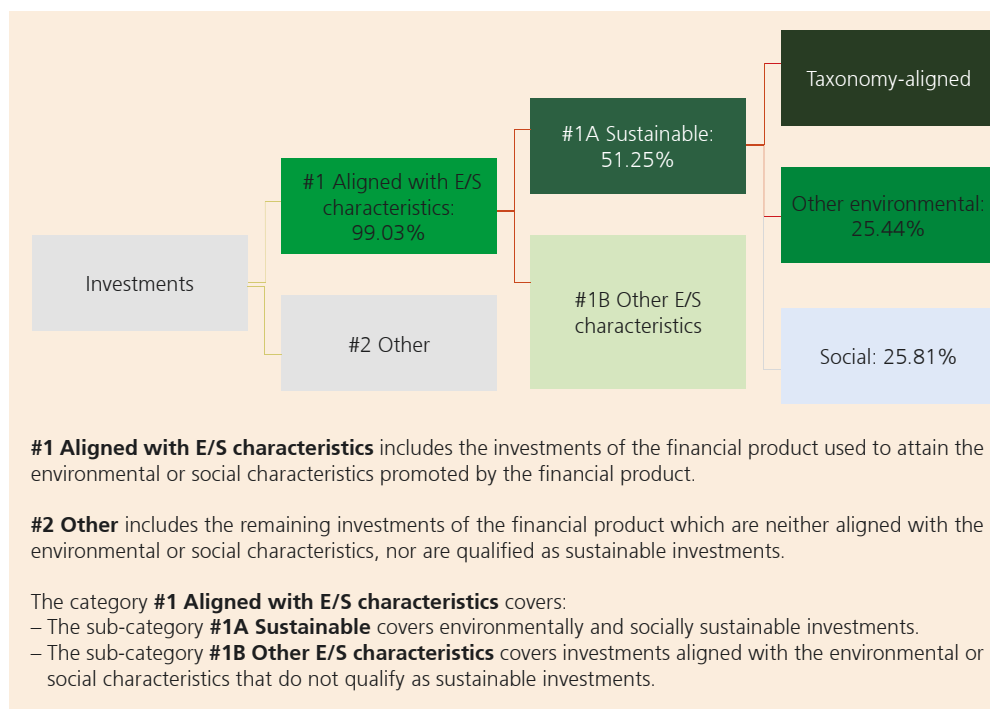 Taxonomy-aligned
#1A Sustainable:
51.25%
#1 Aligned with E/S
characteristics:
99.03%
Other environmental:
25.44%
Investments
#1B Other E/S
characteristics
#2 Other
Social: 25.81%
#1 Aligned with E/S characteristics includes the investments of the financial product used to attain the
environmental or social characteristics promoted by the financial product.
#2 Other includes the remaining investments of the financial product which are neither aligned with the
environmental or social characteristics, nor are qualified as sustainable investments.
The category #1 Aligned with E/S characteristics covers:
– The sub-category #1A Sustainable covers environmentally and socially sustainable investments.
– The sub-category #1B Other E/S characteristics covers investments aligned with the environmental or
social characteristics that do not qualify as sustainable investments.